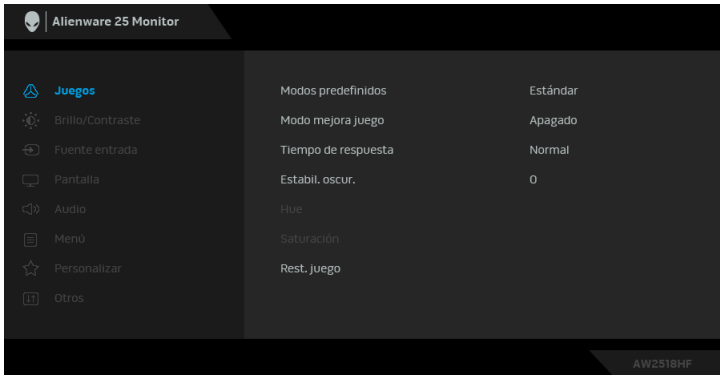 Alienware 25 Monitor
Juegos
Modos predefinidos Estándar
Brillo/Contraste
Modo mejora juego Apagado
Fuente entrada
Tiempo de respuesta Normal
Pantalla
Estabil. oscur. 0
Audio
Hue
Menú
Saturación
Personalizar
Rest. juego
Otros
AW2518HF